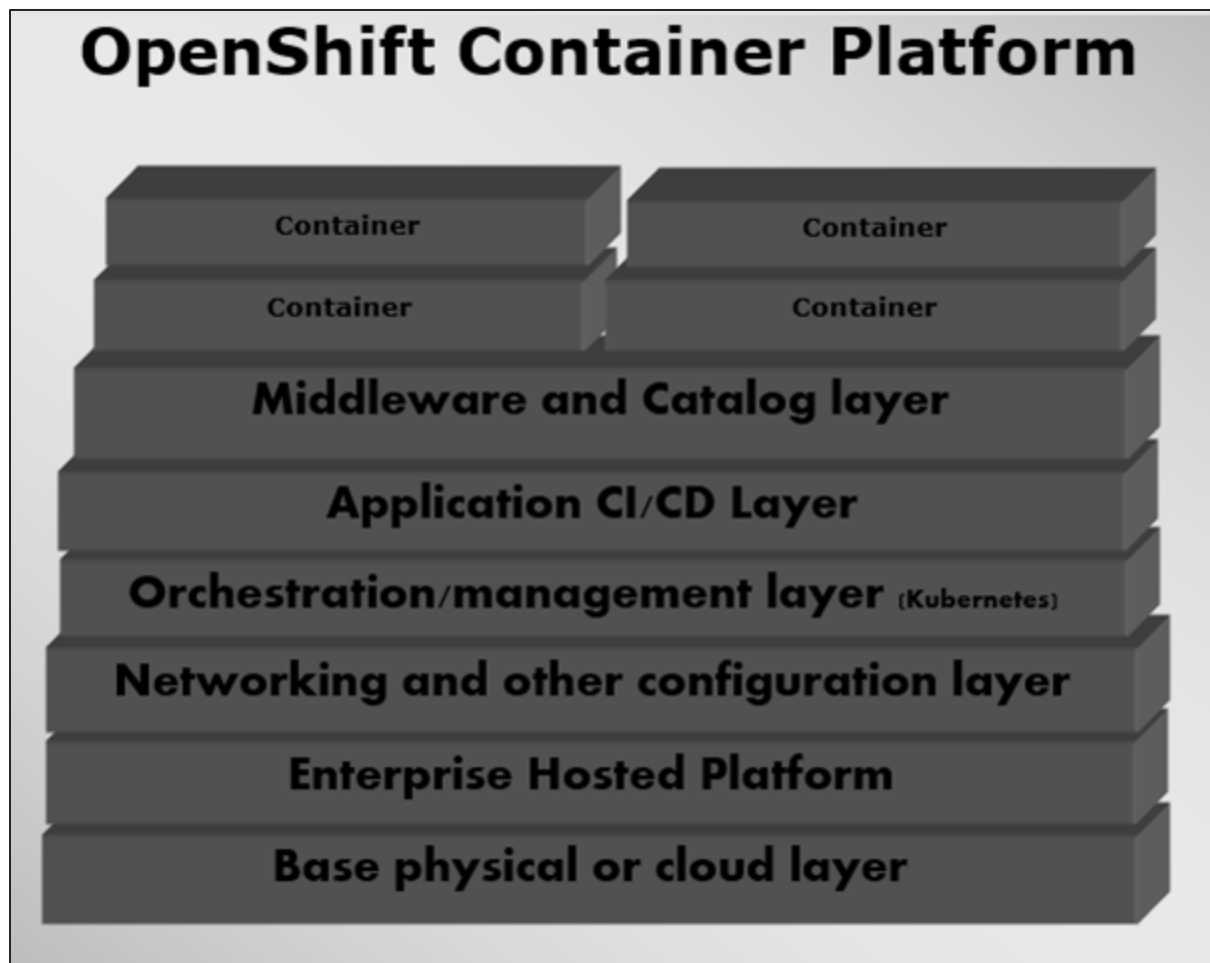 OpenShift Container Platform
Container
Container
Container
Container
Middleware and Catalog layer
Application CI/CD Layer
Orchestration/management layer (Kubernetes)
Networking and other configuration layer
Enterprise Hosted Platform
Base physical or cloud layer